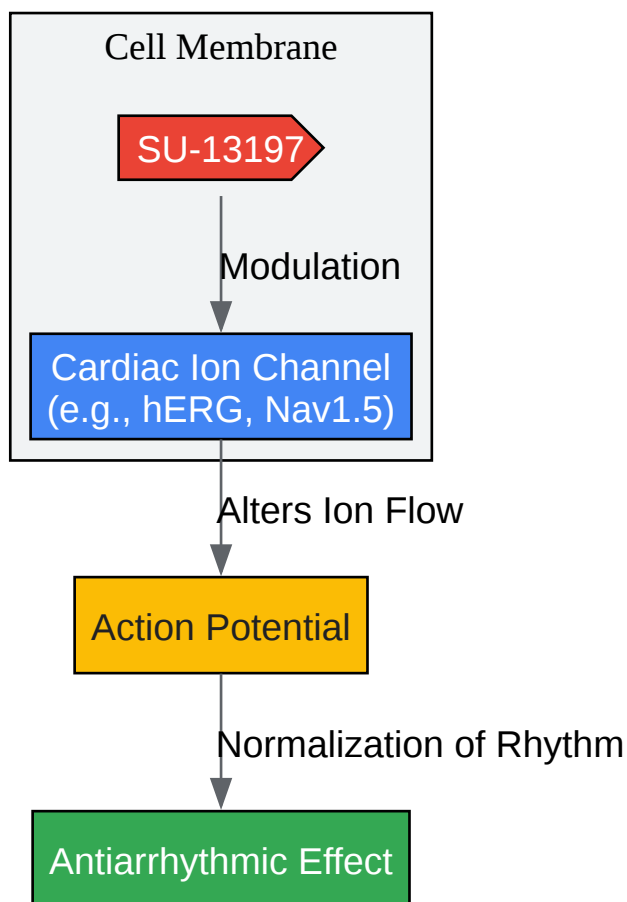 Cell Membrane
SU-13197
Modulation
Cardiac Ion Channel
(e.g., hERG, Nav1.5)
Alters Ion Flow
Action Potential
Normalization of Rhythm
Antiarrhythmic Effect